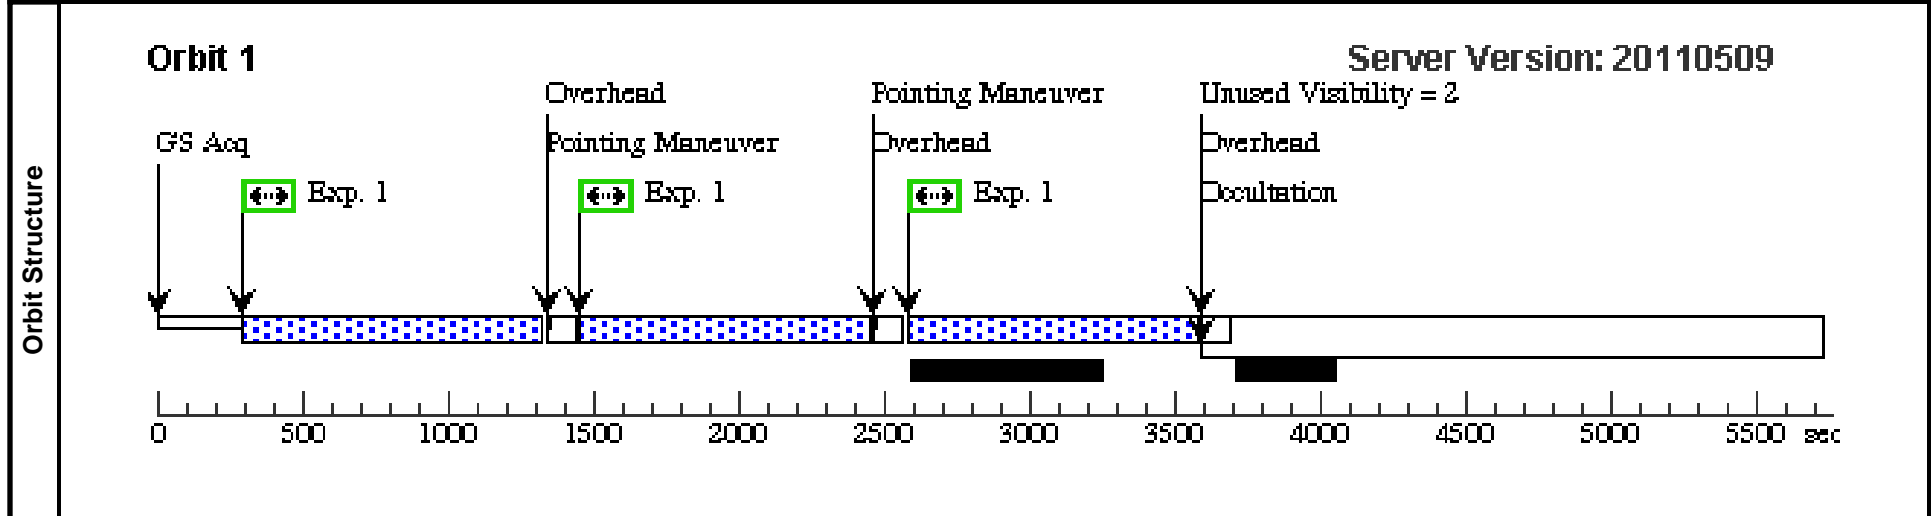 Orbit Structure
Orbit 1
Server Version: 20110509
Overhead
Pointing Maneuver
Unused Visibility = 2
GS Acq
Pointing Maneuver
Overhead
Overhead
Exp. 1
Exp. 1
Exp. 1
Occultation
0 500 1000 1500 2000 2500 3000 3500 4000 4500 5000 5500 sec